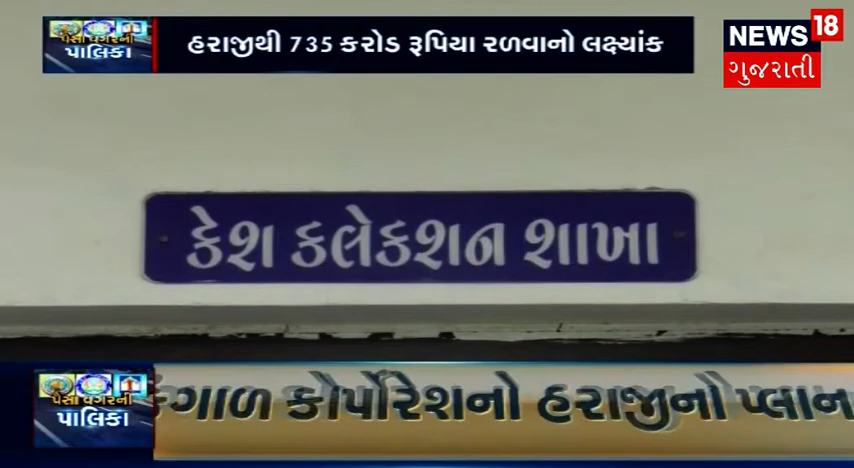 પૈસા વગરની
પાલિકા
હરાજીથી 735 કરોડ રૂપિયા રળવાનો લક્ષ્યાંક
NEWS 18
ગુજરાતી
કેશ કલેકશન શાખા
પૈસા વગરની
પાલિકા
કંગાળ કોર્પોરેશનનો હરાજીનો પ્લાન